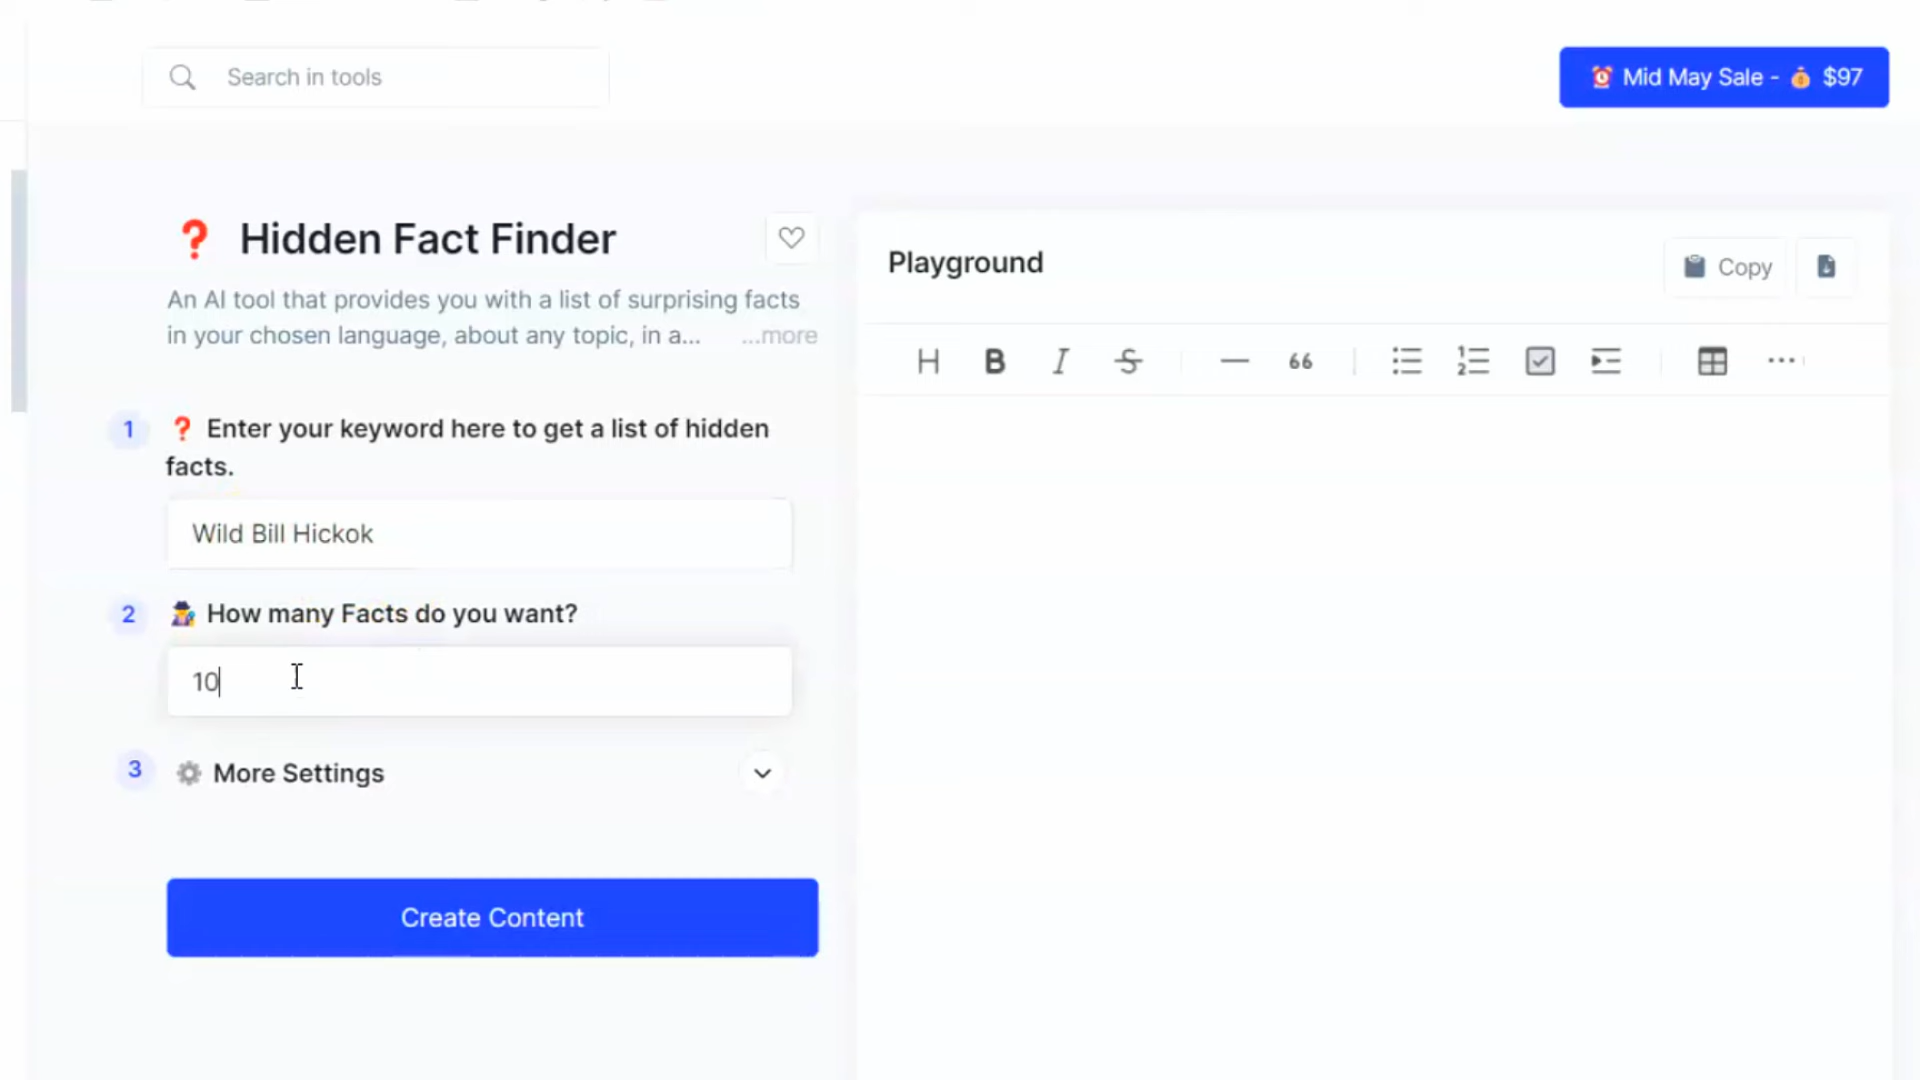 Search in tools
Mid May Sale - $97
Hidden Fact Finder
An AI tool that provides you with a list of surprising facts
in your chosen language, about any topic, in a... ...more
1
Enter your keyword here to get a list of hidden
facts.
Wild Bill Hickok
2
How many Facts do you want?
10
3
More Settings
Create Content
Playground
Copy
H B I S — 66